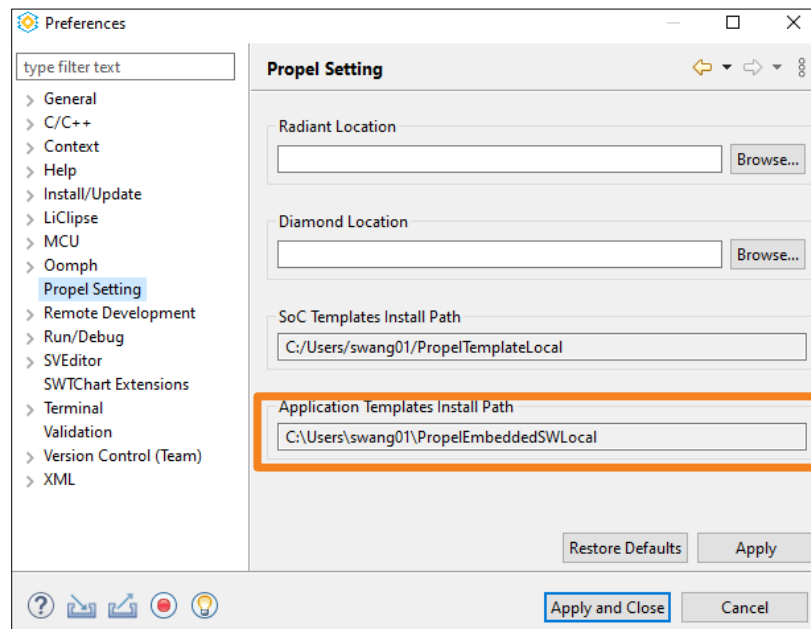 Preferences
type filter text
General
C/C++
Context
Help
Install/Update
LiClipse
MCU
Oomph
Propel Setting
Remote Development
Run/Debug
SVEditor
SWTChart Extensions
Terminal
Validation
Version Control (Team)
XML
Propel Setting
Radiant Location
Browse...
Diamond Location
Browse...
SoC Templates Install Path
C:/Users/swang01/PropelTemplateLocal
Application Templates Install Path
C:\Users\swang01\PropelEmbeddedSWLocal
Restore Defaults
Apply
Apply and Close
Cancel